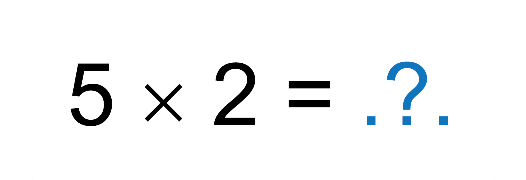 5 × 2 = .?.